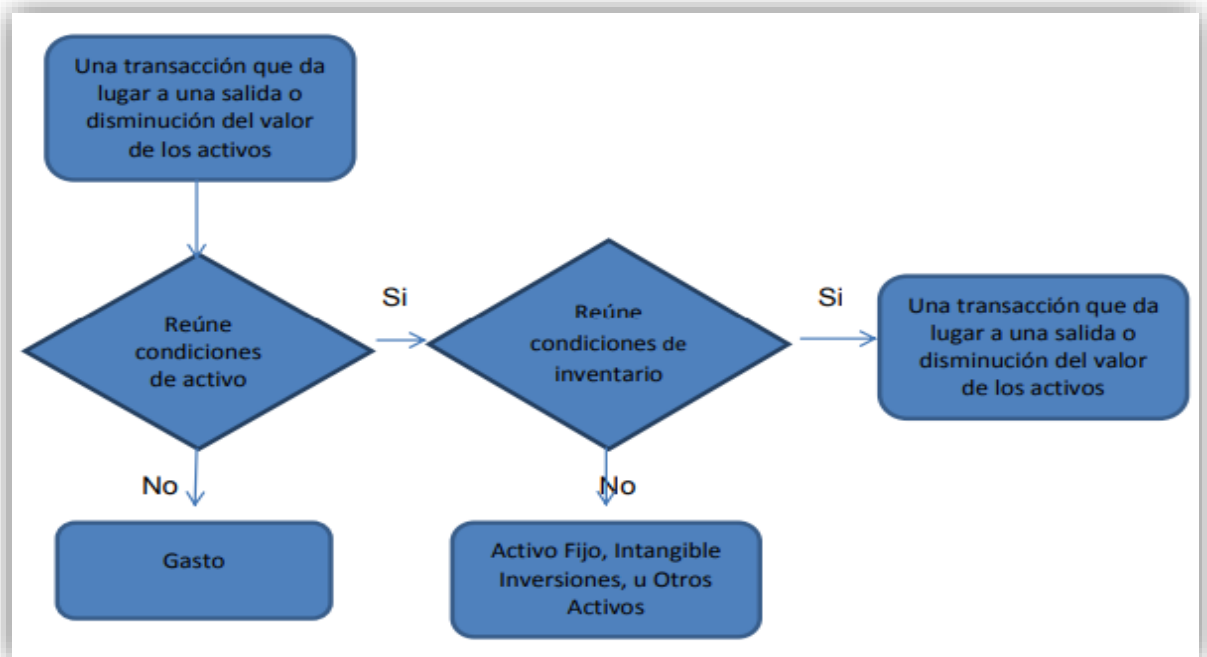 Una transacción que da
lugar a una salida o
disminución del valor
de los activos
Reúne
condiciones
de activo
Si
Reúne
condiciones de
inventario
Si
Una transacción que da
lugar a una salida o
disminución del valor
de los activos
No
Gasto
No
Activo Fijo, Intangible
Inversiones, u Otros
Activos